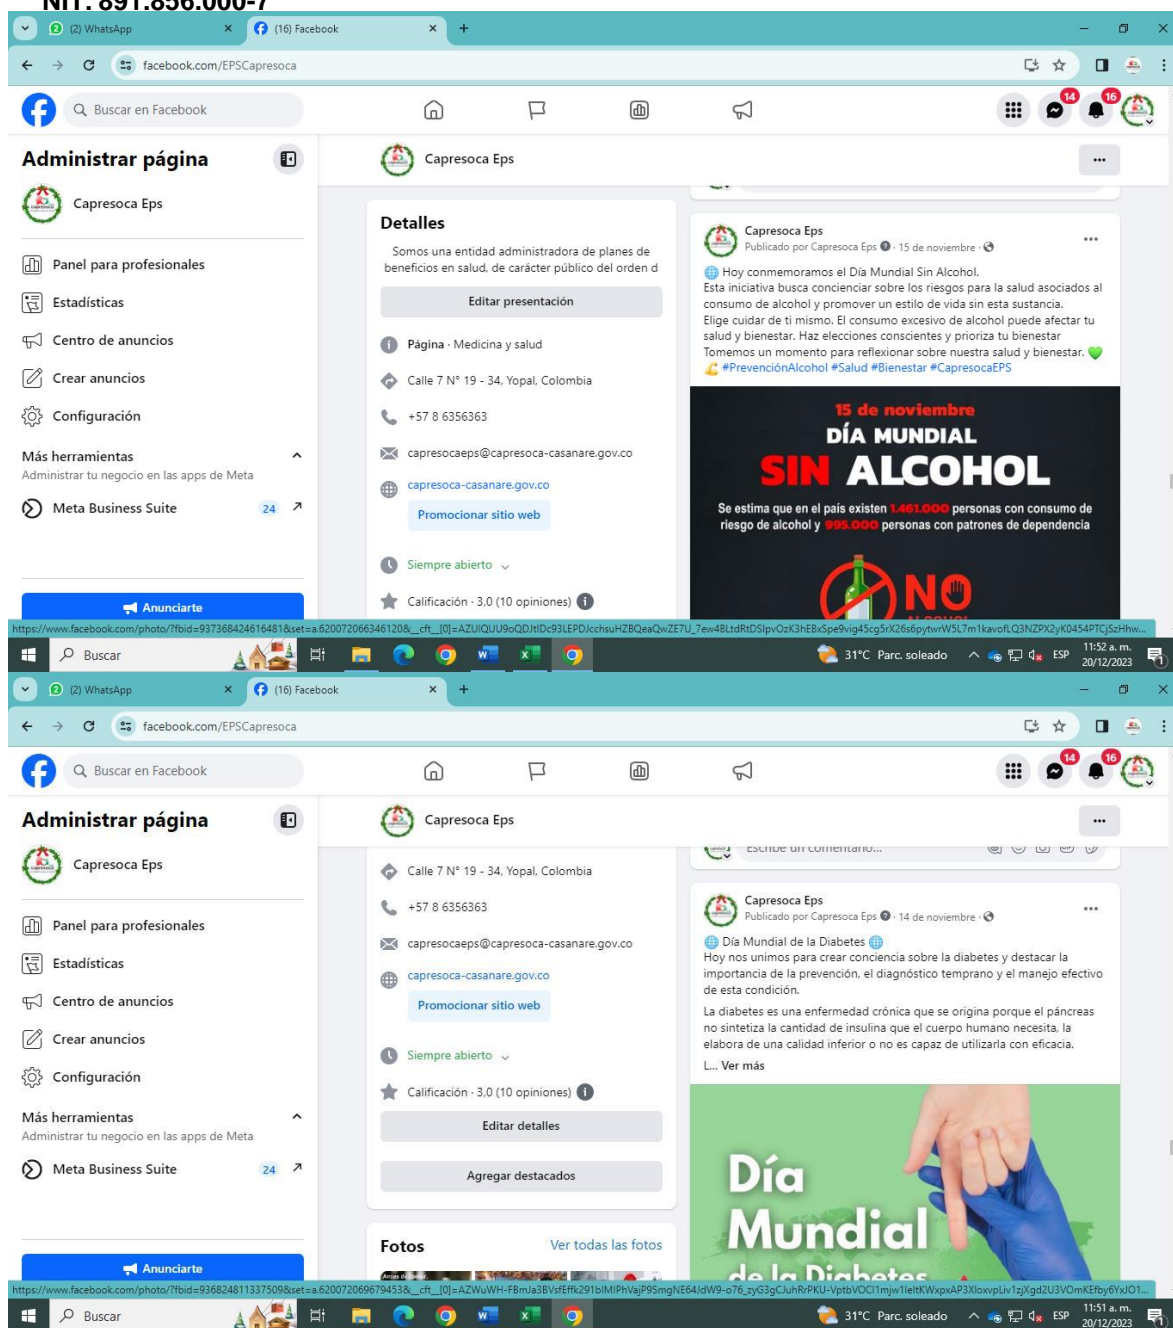 NIT. 891.856.000-7
(2) WhatsApp
(16) Facebook
facebook.com/EPSCapresoca
Buscar en Facebook
14
16
Administrar página
Capresoca Eps
Panel para profesionales
Estadísticas
Centro de anuncios
Crear anuncios
Configuración
Más herramientas
Administrar tu negocio en las apps de Meta
Meta Business Suite 24
Anunciarte
Capresoca Eps
Detalles
Somos una entidad administradora de planes de
beneficios en salud, de carácter público del orden d
Editar presentación
Página · Medicina y salud
Calle 7 N° 19 - 34, Yopal, Colombia
+57 8 6356363
capresocaeps@capresoca-casanare.gov.co
capresoca-casanare.gov.co
Promocionar sitio web
Siempre abierto
Calificación · 3,0 (10 opiniones)
Capresoca Eps
Publicado por Capresoca Eps · 15 de noviembre ·
Hoy conmemoramos el Día Mundial Sin Alcohol.
Esta iniciativa busca concienciar sobre los riesgos para la salud asociados al
consumo de alcohol y promover un estilo de vida sin esta sustancia.
Elige cuidar de ti mismo. El consumo excesivo de alcohol puede afectar tu
salud y bienestar. Haz elecciones conscientes y prioriza tu bienestar
Tomemos un momento para reflexionar sobre nuestra salud y bienestar.
#PrevenciónAlcohol #Salud #Bienestar #CapresocaEPS
15 de noviembre
DÍA MUNDIAL
SIN ALCOHOL
Se estima que en el país existen 1.461.000 personas con consumo de
riesgo de alcohol y 995.000 personas con patrones de dependencia
NO
ALCOHOL
Buscar
31°C Parc. soleado
ESP
11:52 a. m.
20/12/2023
(2) WhatsApp
(16) Facebook
facebook.com/EPSCapresoca
Buscar en Facebook
14
16
Administrar página
Capresoca Eps
Panel para profesionales
Estadísticas
Centro de anuncios
Crear anuncios
Configuración
Más herramientas
Administrar tu negocio en las apps de Meta
Meta Business Suite 24
Anunciarte
Capresoca Eps
Calle 7 N° 19 - 34, Yopal, Colombia
+57 8 6356363
capresocaeps@capresoca-casanare.gov.co
capresoca-casanare.gov.co
Promocionar sitio web
Siempre abierto
Calificación · 3,0 (10 opiniones)
Editar detalles
Agregar destacados
Fotos
Ver todas las fotos
Escribe un comentario...
Capresoca Eps
Publicado por Capresoca Eps · 14 de noviembre ·
Día Mundial de la Diabetes
Hoy nos unimos para crear conciencia sobre la diabetes y destacar la
importancia de la prevención, el diagnóstico temprano y el manejo efectivo
de esta condición.
La diabetes es una enfermedad crónica que se origina porque el páncreas
no sintetiza la cantidad de insulina que el cuerpo humano necesita, la
elabora de una calidad inferior o no es capaz de utilizarla con eficacia.
L... Ver más
Día
Mundial
de la Diabetes
Buscar
31°C Parc. soleado
ESP
11:51 a. m.
20/12/2023